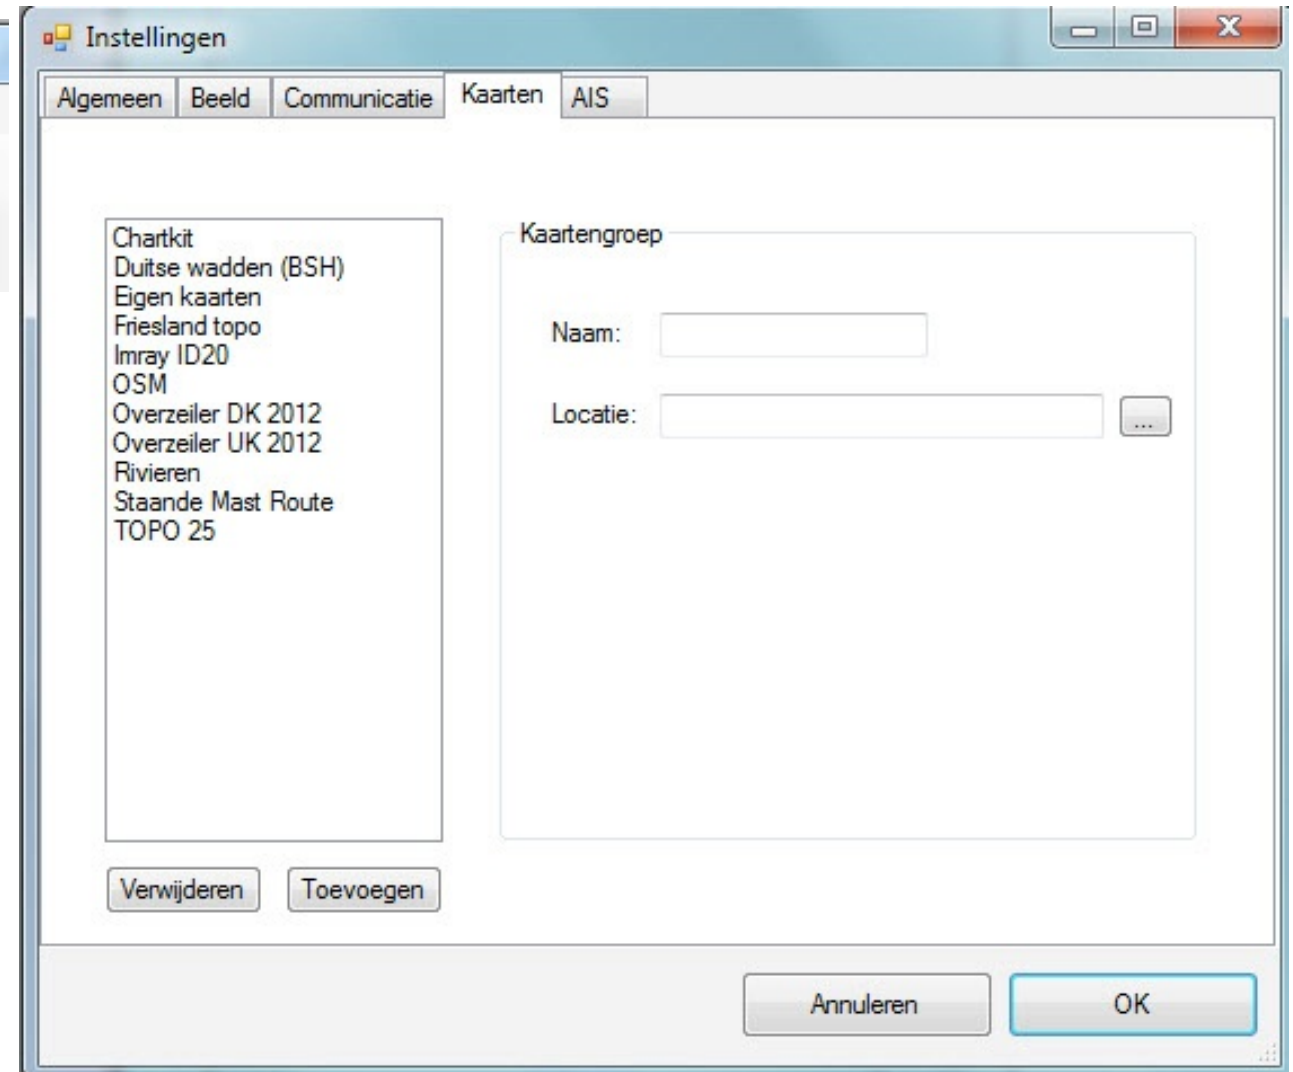 Instellingen
Algemeen Beeld Communicatie Kaarten AIS
Chartkit
Duitse wadden (BSH)
Eigen kaarten
Friesland topo
Imray ID20
OSM
Overzeiler DK 2012
Overzeiler UK 2012
Rivieren
Staande Mast Route
TOPO 25
Verwijderen Toevoegen
Kaartengroep
Naam:
Locatie:
...
Annuleren OK